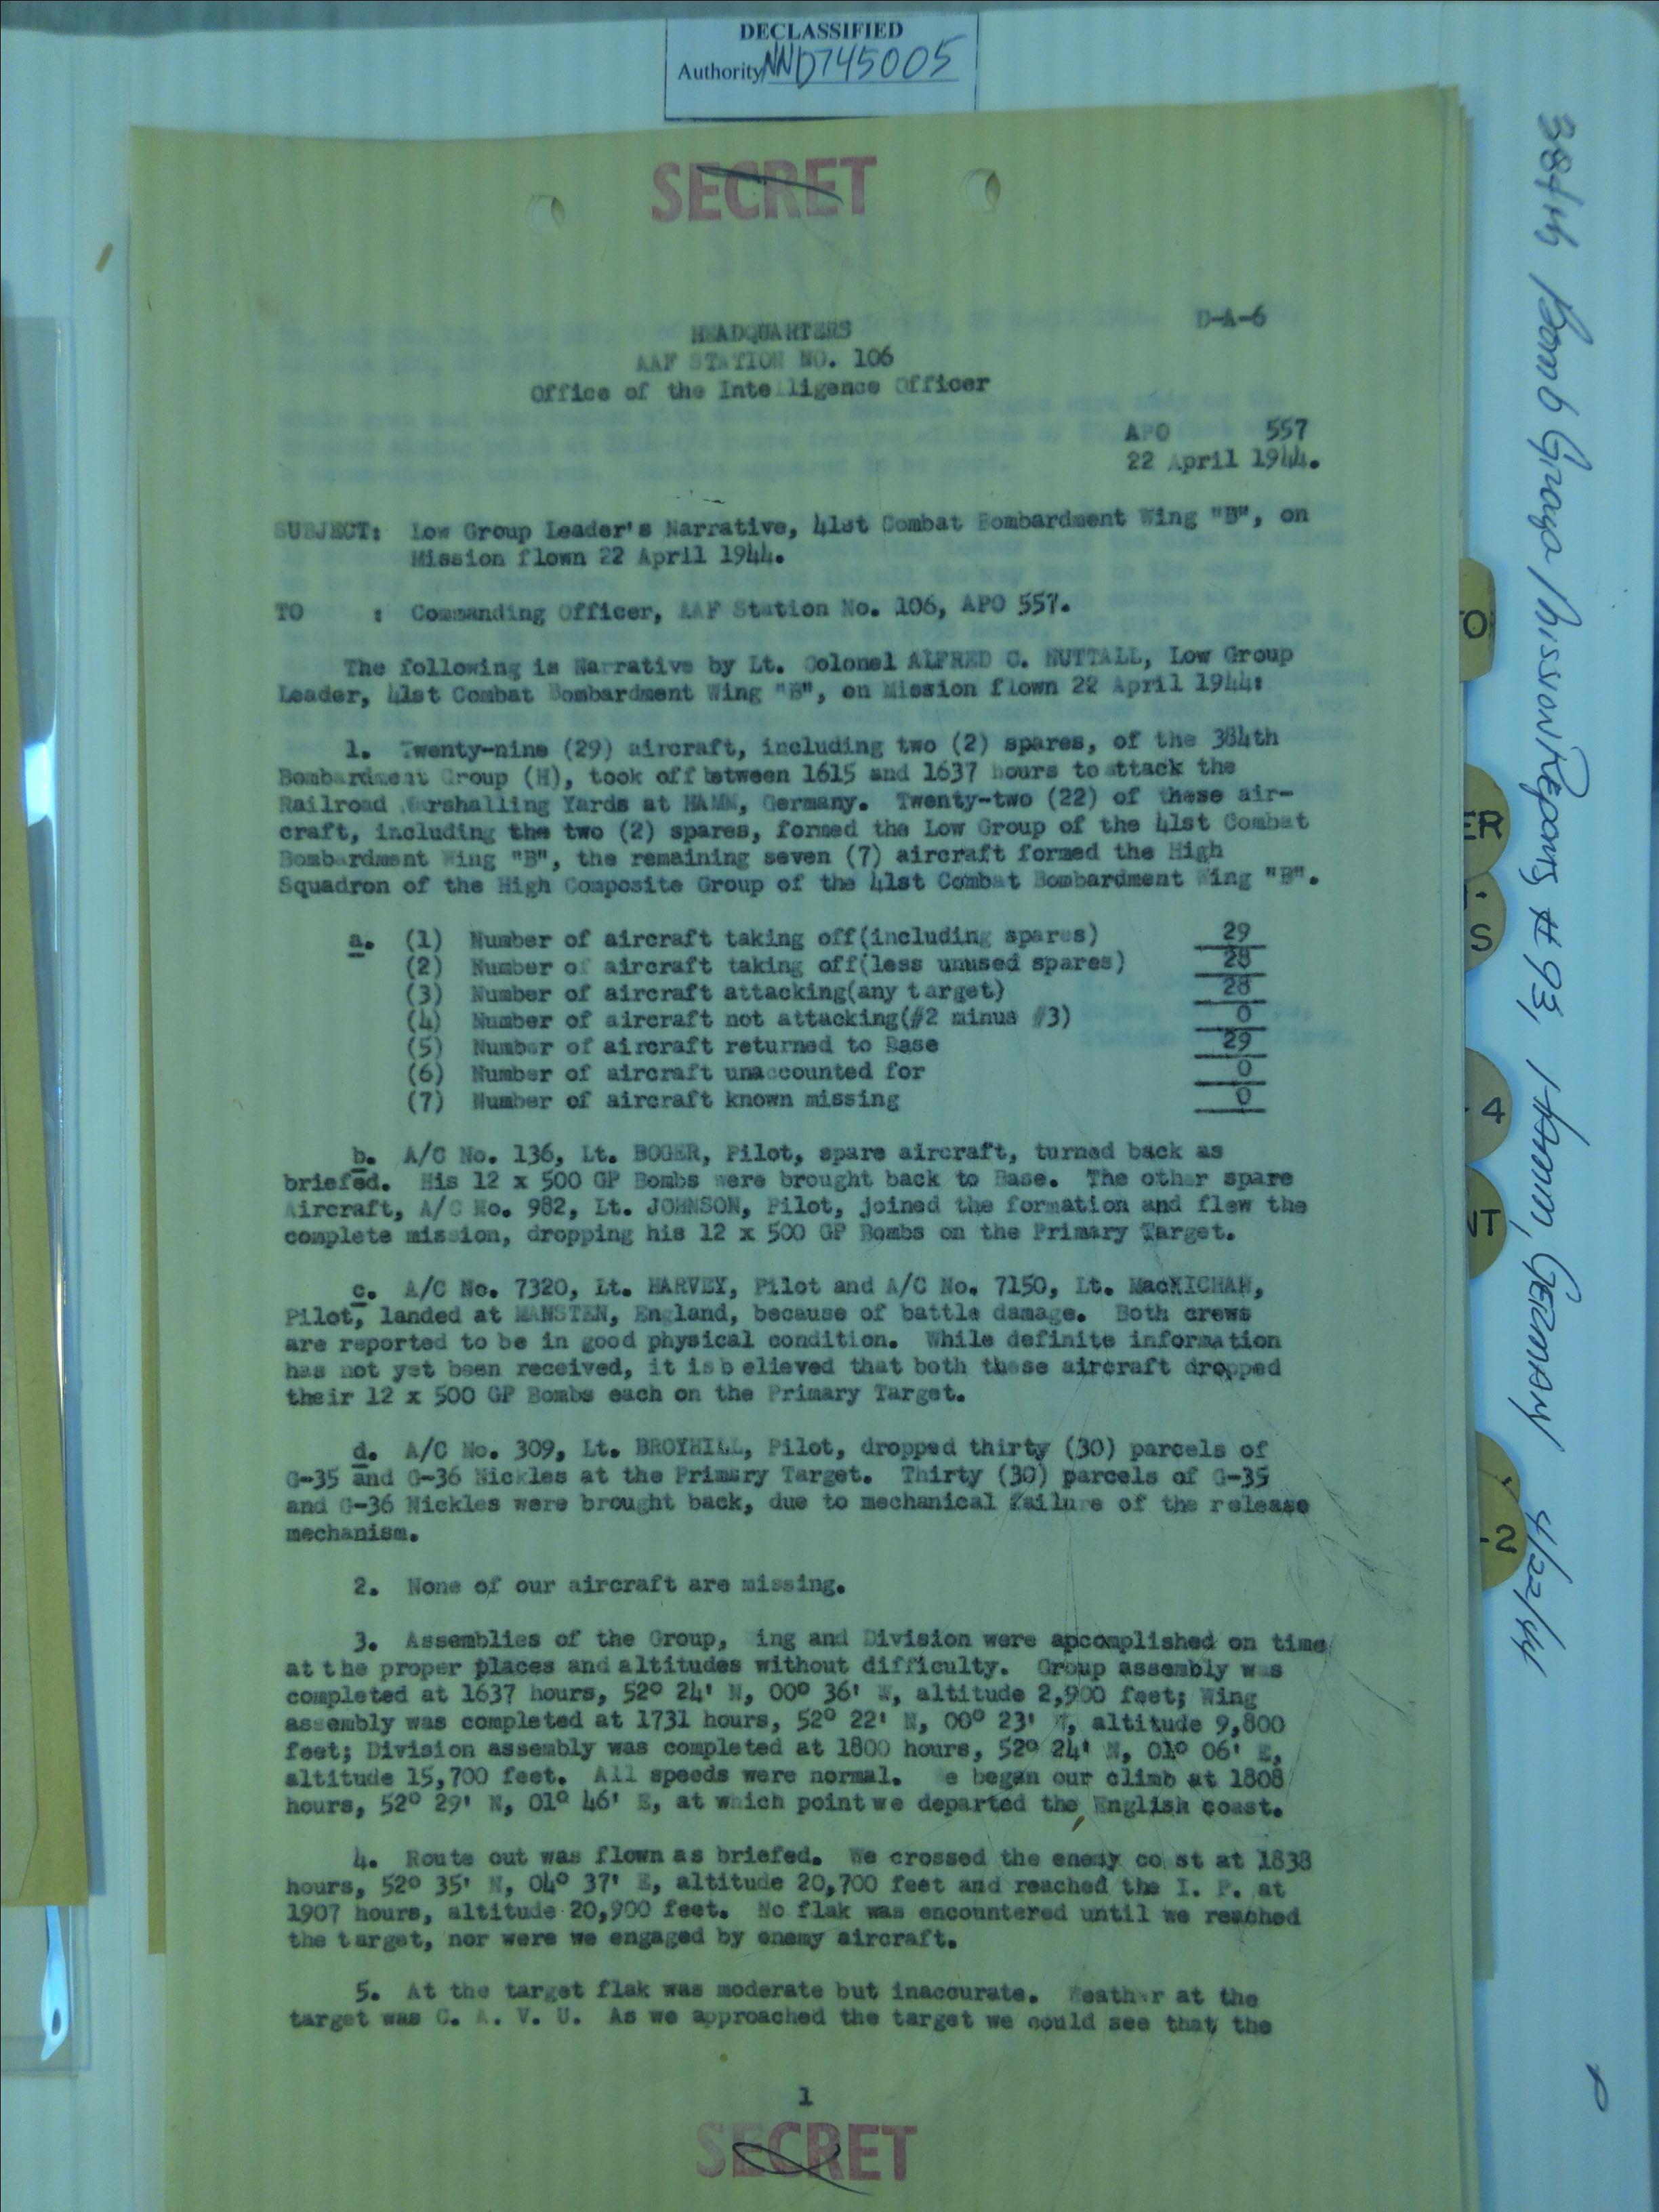 DECLASSIFIED
Authority NND745005
SECRET
HEADQUARTERS D-A-6
AAF STATION NO. 106
Office of the Intelligence Officer
APO 557
22 April 1944.
SUBJECT: Low Group Leader's Narrative, 41st Combat Bombardment Wing "B", on
Mission flown 22 April 1944.
TO : Commanding Officer, AAF Station No. 106, APO 557.
The following is Narrative by Lt. Colonel ALFRED C. NUTTALL, Low Group
Leader, 41st Combat Bombardment Wing "B", on Mission flown 22 April 1944:
1. Twenty-nine (29) aircraft, including two (2) spares, of the 384th
Bombardment Group (H), took off between 1615 and 1637 hours to attack the
Railroad Marshalling Yards at HAMM, Germany. Twenty-two (22) of these air-
craft, including the two (2) spares, formed the Low Group of the 41st Combat
Bombardment Wing "B", the remaining seven (7) aircraft formed the High
Squadron of the High Composite Group of the 41st Combat Bombardment Wing "B".
a. (1) Number of aircraft taking off(including spares) 29
(2) Number of aircraft taking off(less unused spares) 28
(3) Number of aircraft attacking(any target) 28
(4) Number of aircraft not attacking(#2 minus #3) 0
(5) Number of aircraft returned to Base 29
(6) Number of aircraft unaccounted for 0
(7) Number of aircraft known missing 0
b. A/C No. 136, Lt. BOGER, Pilot, spare aircraft, turned back as
briefed. His 12 x 500 GP Bombs were brought back to Base. The other spare
Aircraft, A/C No. 982, Lt. JOHNSON, Pilot, joined the formation and flew the
complete mission, dropping his 12 x 500 GP Bombs on the Primary Target.
c. A/C No. 7320, Lt. HARVEY, Pilot and A/C No. 7150, Lt. MacKICHAN,
Pilot, landed at MANSTEN, England, because of battle damage. Both crews
are reported to be in good physical condition. While definite information
has not yet been received, it is b elieved that both these aircraft dropped
their 12 x 500 GP Bombs each on the Primary Target.
d. A/C No. 309, Lt. BROYHILL, Pilot, dropped thirty (30) parcels of
G-35 and G-36 Nickles at the Primary Target. Thirty (30) parcels of G-35
and G-36 Nickles were brought back, due to mechanical failure of the release
mechanism.
2. None of our aircraft are missing.
3. Assemblies of the Group, ing and Division were apcomplished on time
at the proper places and altitudes without difficulty. Group assembly was
completed at 1637 hours, 52° 24' N, 00° 36' W, altitude 2,900 feet; Wing
assembly was completed at 1731 hours, 52° 22' N, 00° 23' W, altitude 9,800
feet; Division assembly was completed at 1800 hours, 52° 24' N, 01° 06' E,
altitude 15,700 feet. All speeds were normal. e began our climb at 1808
hours, 52° 29' N, 01° 46' E, at which point we departed the English coast.
4. Route out was flown as briefed. We crossed the enemy co st at 1838
hours, 52° 35' N, 04° 37' E, altitude 20,700 feet and reached the I. P. at
1907 hours, altitude 20,900 feet. No flak was encountered until we reached
the target, nor were we engaged by enemy aircraft.
5. At the target flak was moderate but inaccurate. Weather at the
target was C. A. V. U. As we approached the target we could see that the
1
SECRET
384th Bomb Group Mission Reports #93, Hamm, Germany 4/22/44
O
ER
S
4
NT
-2